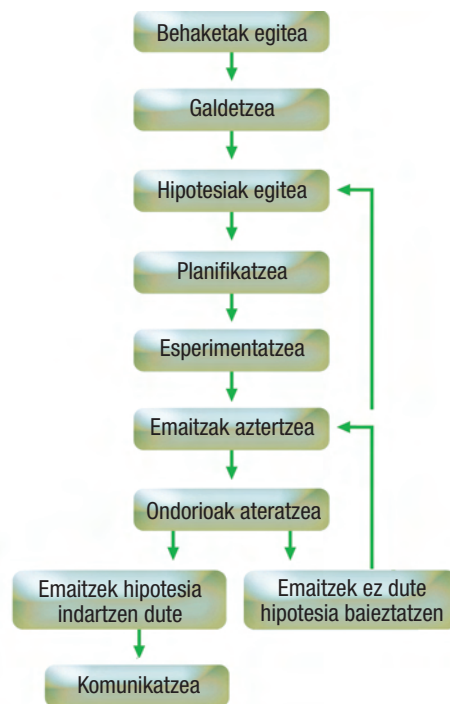 Behaketak egitea
Galdetzea
Hipotesiak egitea
Planifikatzea
Esperimentatzea
Emaitzak aztertzea
Ondorioak ateratzea
Emaitzek hipotesia
indartzen dute
Emaitzek ez dute
hipotesia baieztatzen
Komunikatzea